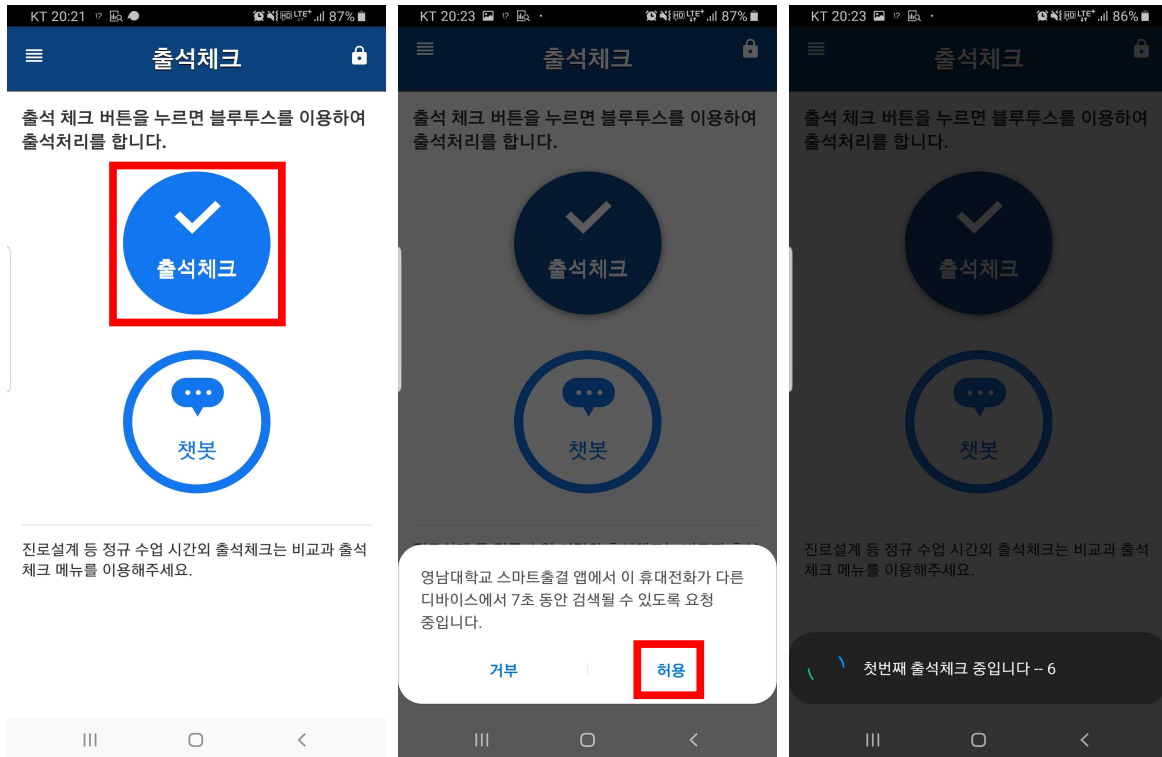 KT 20:21 87%
출석체크
출석 체크 버튼을 누르면 블루투스를 이용하여
출석처리를 합니다.
출석체크
챗봇
진로설계 등 정규 수업 시간외 출석체크는 비교과 출석
체크 메뉴를 이용해주세요.
KT 20:23 87%
출석체크
출석 체크 버튼을 누르면 블루투스를 이용하여
출석처리를 합니다.
출석체크
챗봇
영남대학교 스마트출결 앱에서 이 휴대전화가 다른
디바이스에서 7초 동안 검색될 수 있도록 요청
중입니다.
거부 허용
KT 20:23 86%
출석체크
출석 체크 버튼을 누르면 블루투스를 이용하여
출석처리를 합니다.
출석체크
챗봇
진로설계 등 정규 수업 시간외 출석체크는 비교과 출석
체크 메뉴를 이용해주세요.
첫번째 출석체크 중입니다 -- 6